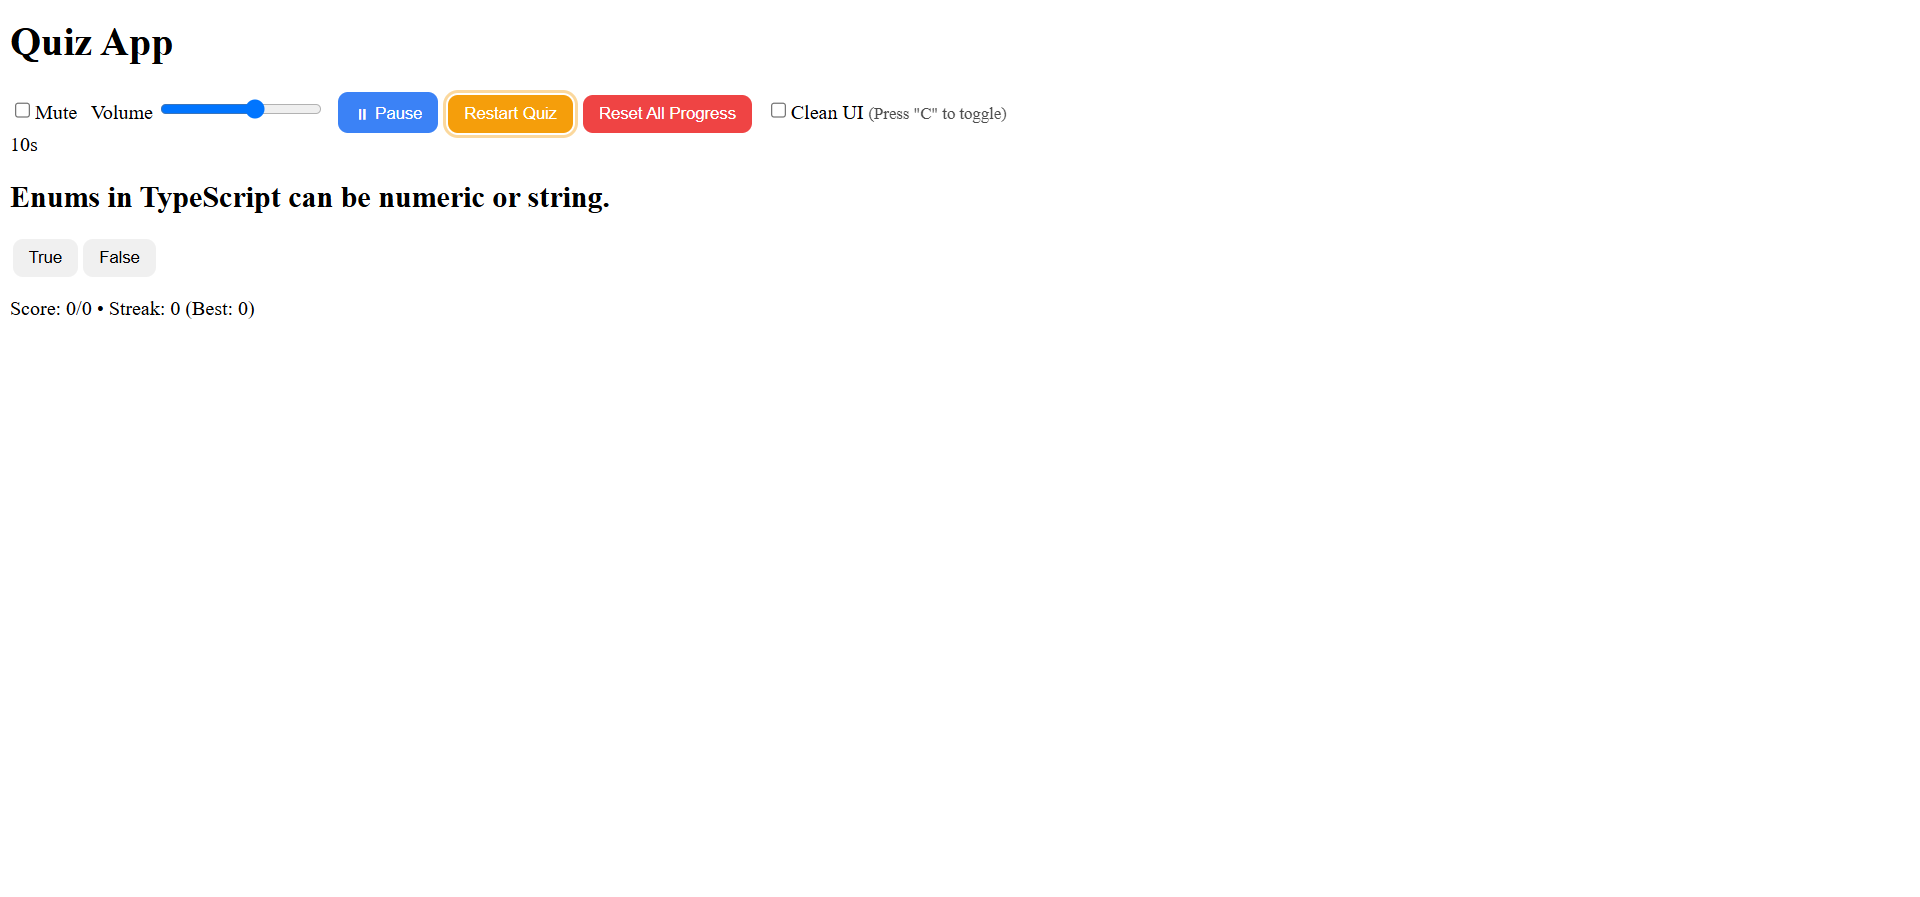 Quiz App
Mute Volume ⏸ Pause Restart Quiz Reset All Progress Clean UI (Press "C" to toggle)
10s
Enums in TypeScript can be numeric or string.
True False
Score: 0/0 • Streak: 0 (Best: 0)